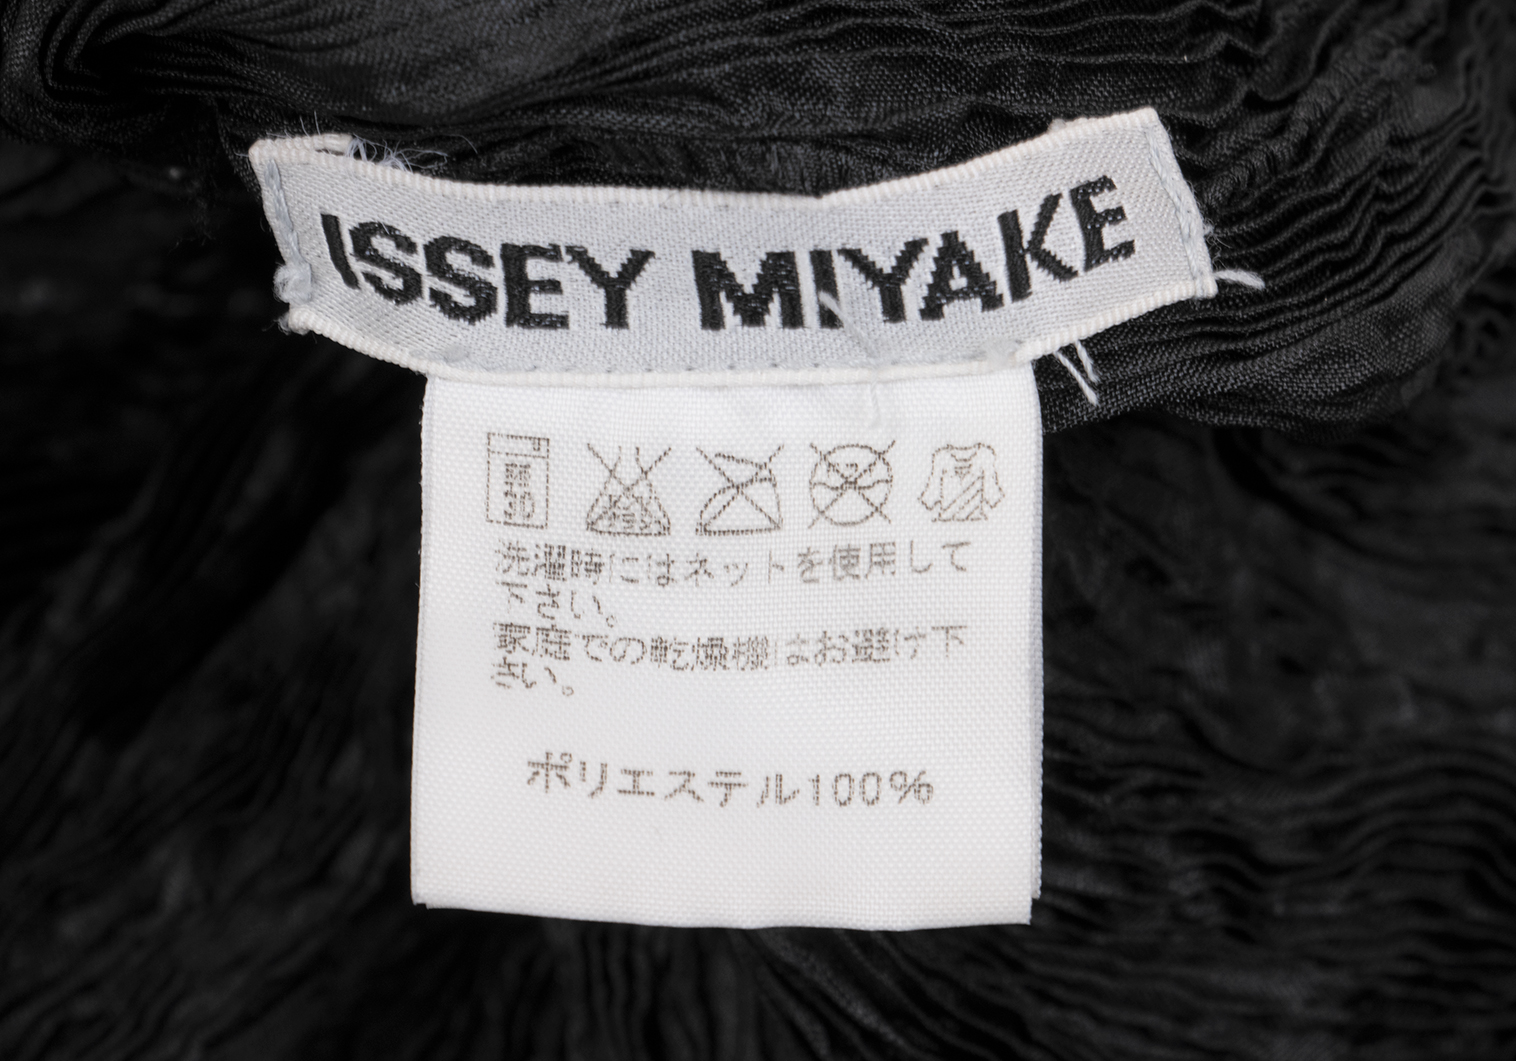 ISSEY MIYAKE
洗濯時にはネットを使用して
下さい。
家庭での乾燥機はお避け下
さい。
ポリエステル100%